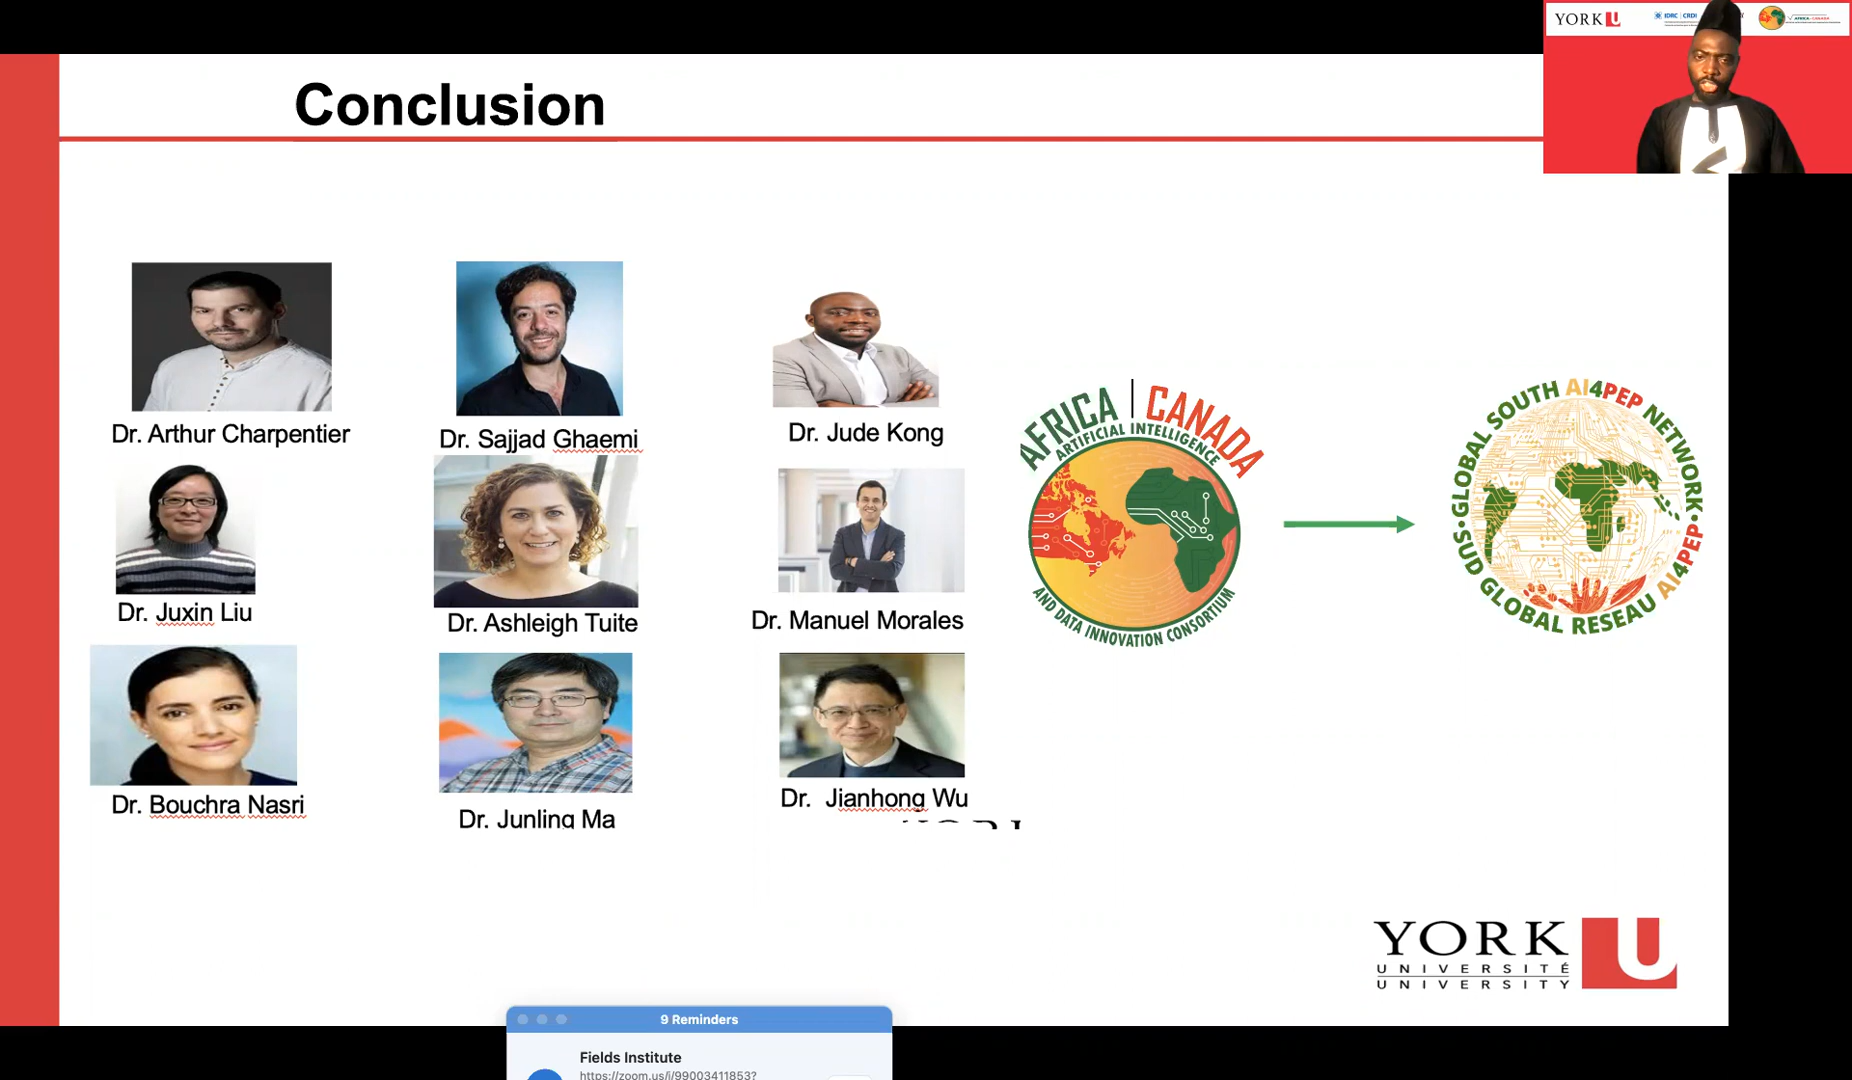 Conclusion
YORK U
IDRC | CRDI
Dr. Arthur Charpentier
Dr. Sajjad Ghaemi
Dr. Jude Kong
Dr. Juxin Liu
Dr. Ashleigh Tuite
Dr. Manuel Morales
Dr. Bouchra Nasri
Dr. Junling Ma
Dr. Jianhong Wu
AFRICA | CANADA
ARTIFICIAL INTELLIGENCE
AND DATA INNOVATION CONSORTIUM
GLOBAL SOUTH AI4PEP NETWORK
SUD GLOBAL RESEAU AI4PEP
YORK U
UNIVERSITÉ
UNIVERSITY
9 Reminders
Fields Institute
https://zoom.us/j/99003411853?